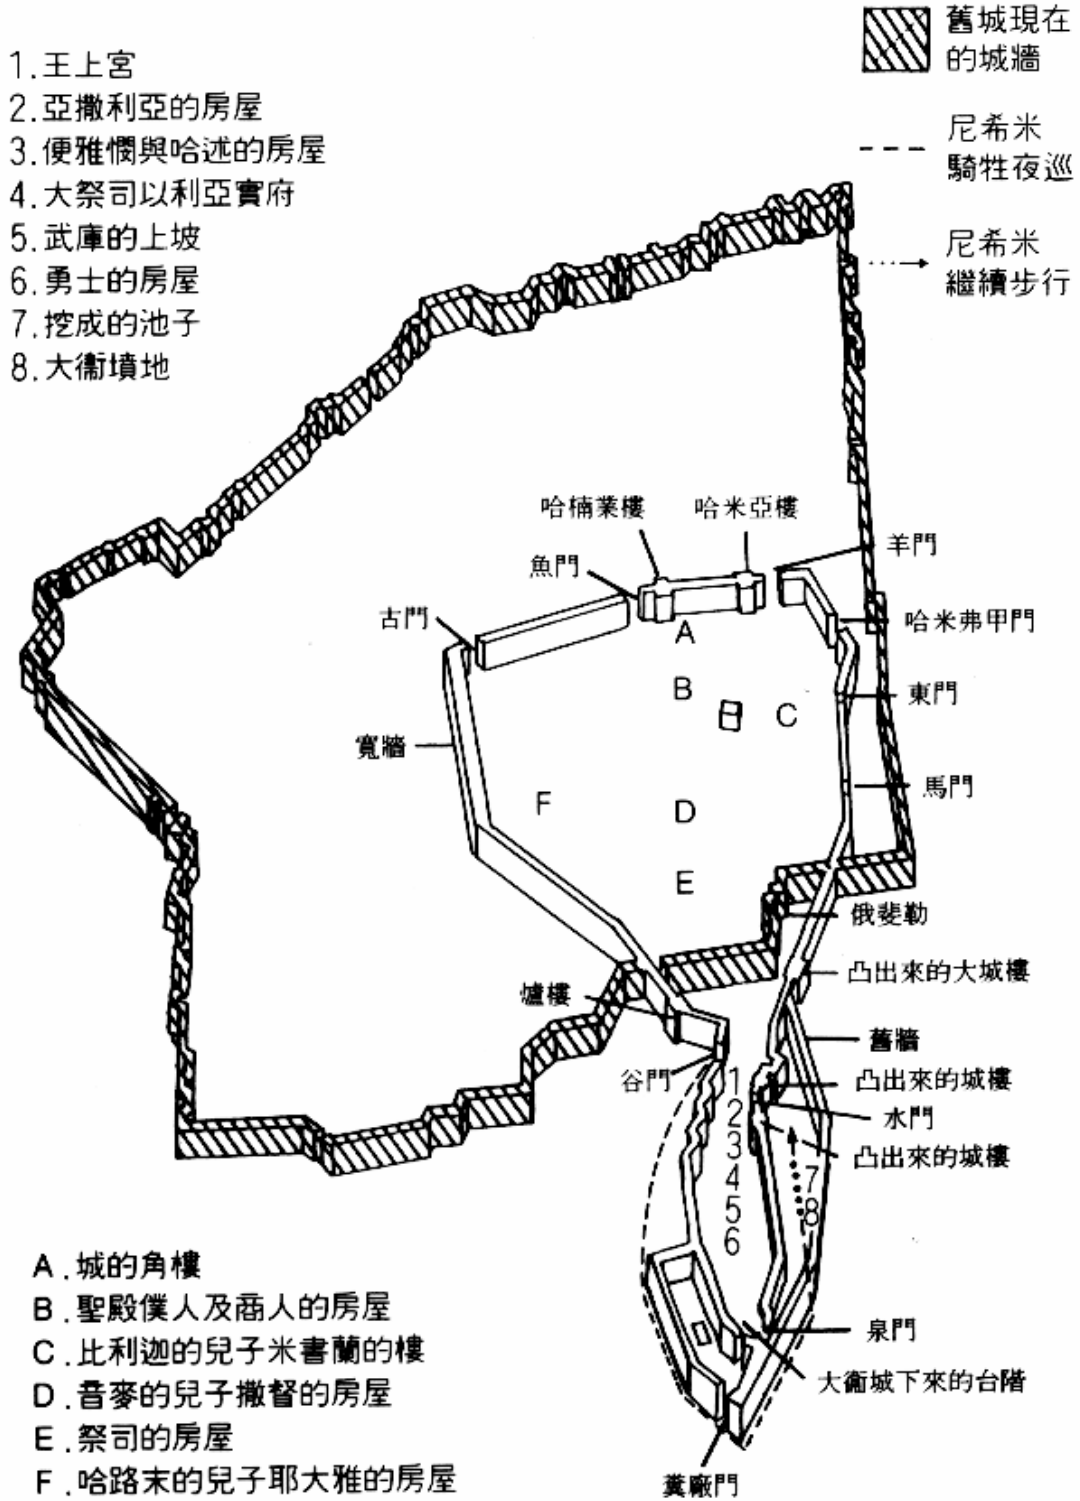 1.王上宮
2.亞撒利亞的房屋
3.便雅憫與哈述的房屋
4.大祭司以利亞實府
5.武庫的上坡
6.勇士的房屋
7.挖成的池子
8.大衞墳地
舊城現在
的城牆
尼希米
騎牲夜巡
尼希米
繼續步行
哈楠業樓
哈米亞樓
羊門
魚門
古門
哈米弗甲門
A
B
C
東門
寬牆
馬門
F
D
E
俄斐勒
凸出來的大城樓
爐樓
舊牆
谷門
1
2
3
4
5
6
凸出來的城樓
水門
凸出來的城樓
7
8
泉門
大衞城下來的台階
糞廠門
A.城的角樓
B.聖殿僕人及商人的房屋
C.比利迦的兒子米書蘭的樓
D.音麥的兒子撒督的房屋
E.祭司的房屋
F.哈路末的兒子耶大雅的房屋